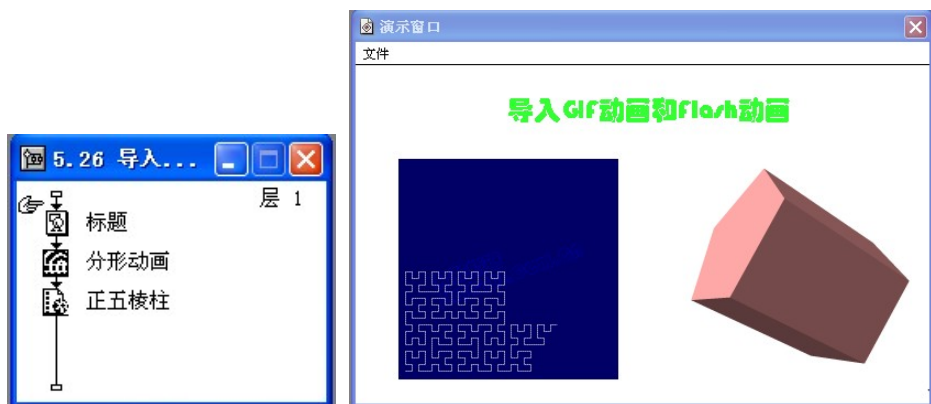 5.26 导入...
层 1
标题
分形动画
正五棱柱
演示窗口
文件
导入GIF动画和Flash动画